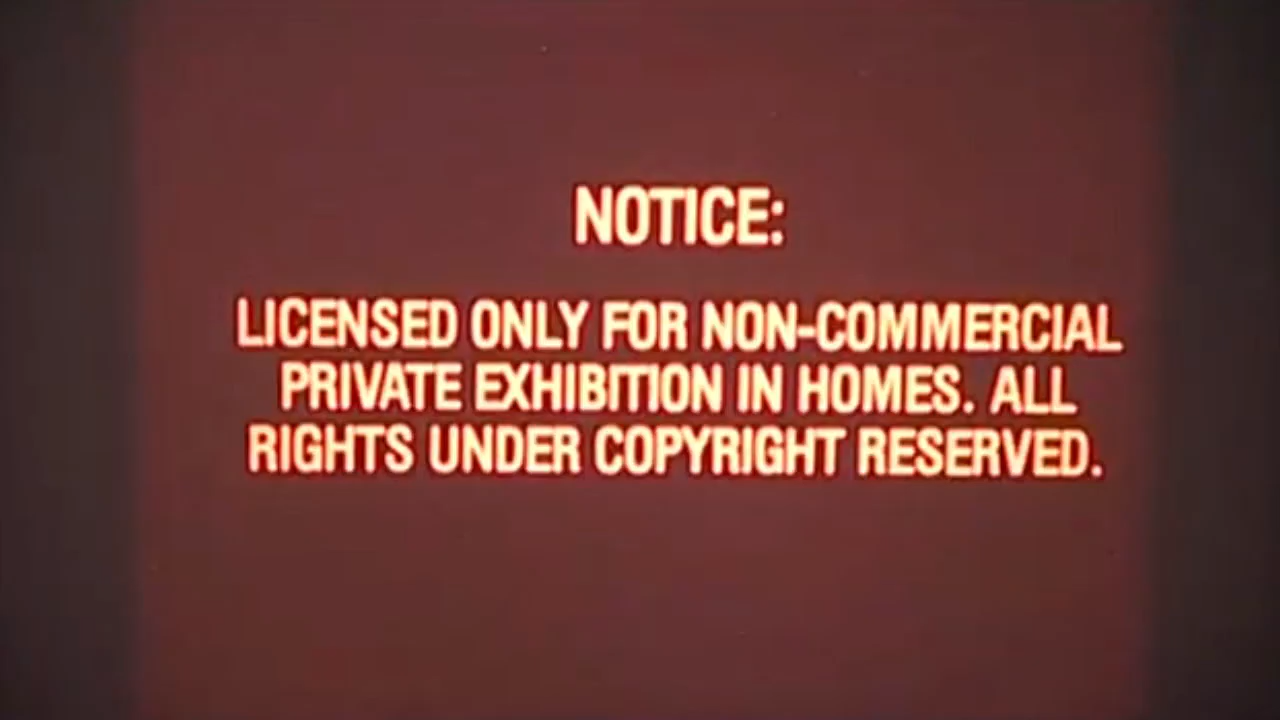 NOTICE:
LICENSED ONLY FOR NON-COMMERCIAL
PRIVATE EXHIBITION IN HOMES. ALL
RIGHTS UNDER COPYRIGHT RESERVED.